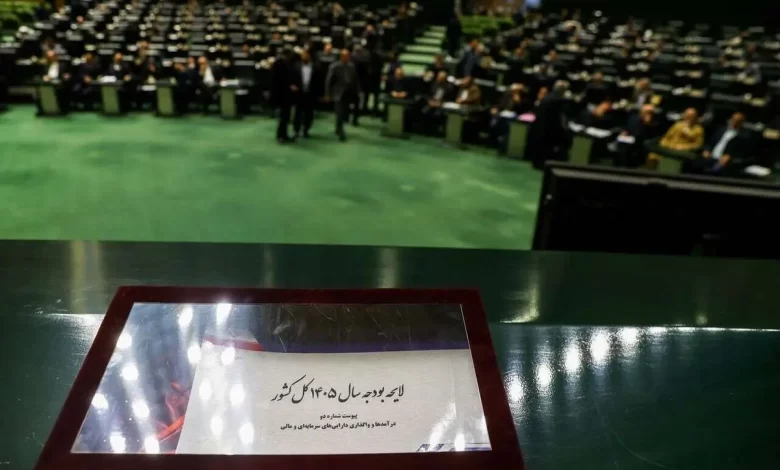 لایحه بودجه سال ۱۴۰۵ کل کشور
پیوست شماره دو
درآمدها و واگذاری دارایی‌های سرمایه‌ای و مالی